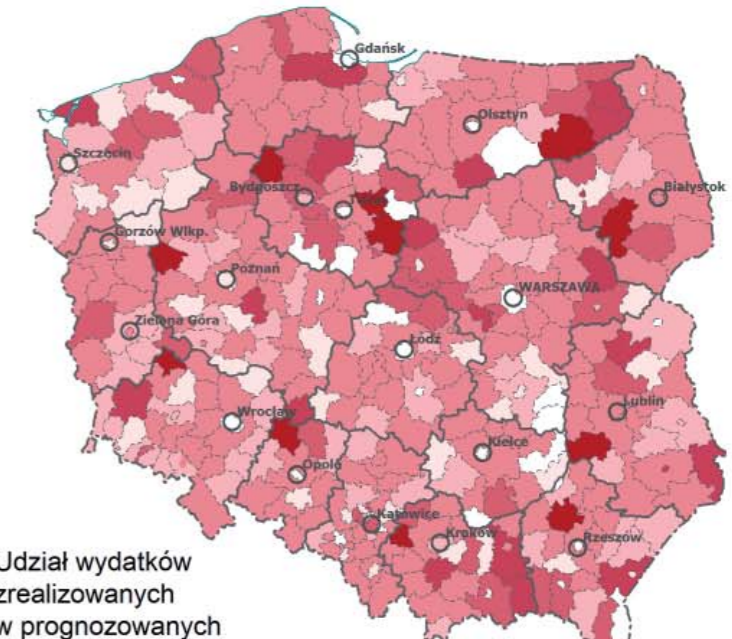 Gdańsk
Olsztyn
Szczecin
Bydgoszcz
Białystok
Gorzów Wlkp.
Poznań
WARSZAWA
Zielona Góra
Łódź
Lublin
Wrocław
Kielce
Opole
Katowice
Kraków
Rzeszów
Udział wydatków
zrealizowanych
w prognozowanych